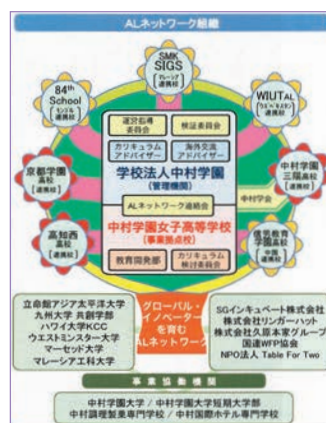 ALネットワーク組織
SMK
SIGS
マレーシア
連携校
84th
School
モンゴル
連携校
WIUT AL
ウズベキスタン
連携校
運営指導
委員会
検証委員会
カリキュラム
アドバイザー
海外交流
アドバイザー
学校法人中村学園
(管理機関)
京都学園
高校
連携校
中村学園
三陽高校
連携校
ALネットワーク連絡会
中村学会
中村学園女子高等学校
(事業拠点校)
高知西
高校
連携校
学園高校
連携校
教育開発部
カリキュラム
検討委員会
立命館アジア太平洋大学
九州大学 共創学部
ハワイ大学KCC
ウエストミンスター大学
マーセッド大学
マレーシア工科大学
グローバル・
イノベーター
を育む
ALネットワーク
SGインキュベート株式会社
株式会社リンガーハット
株式会社久原本家グループ
国連WFP協会
NPO法人 Table For Two
事業協働機関
中村学園大学 / 中村学園大学短期大学部
中村調理製菓専門学校 / 中村国際ホテル専門学校